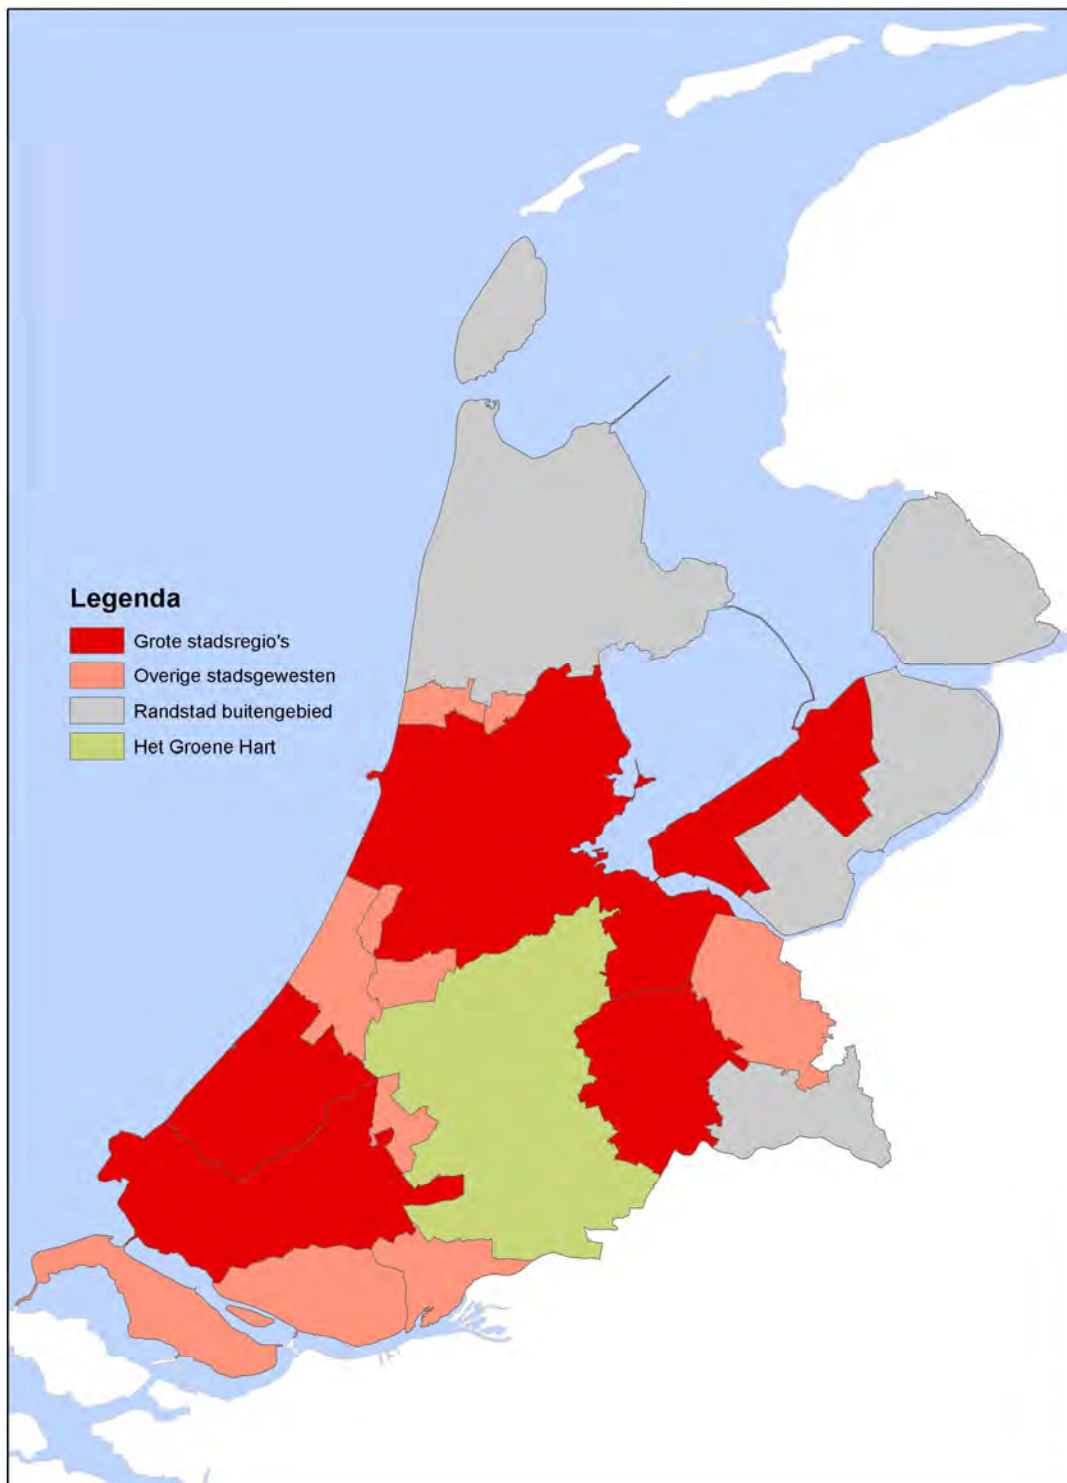 Legenda
Grote stadsregio's
Overige stadsgewesten
Randstad buitengebied
Het Groene Hart